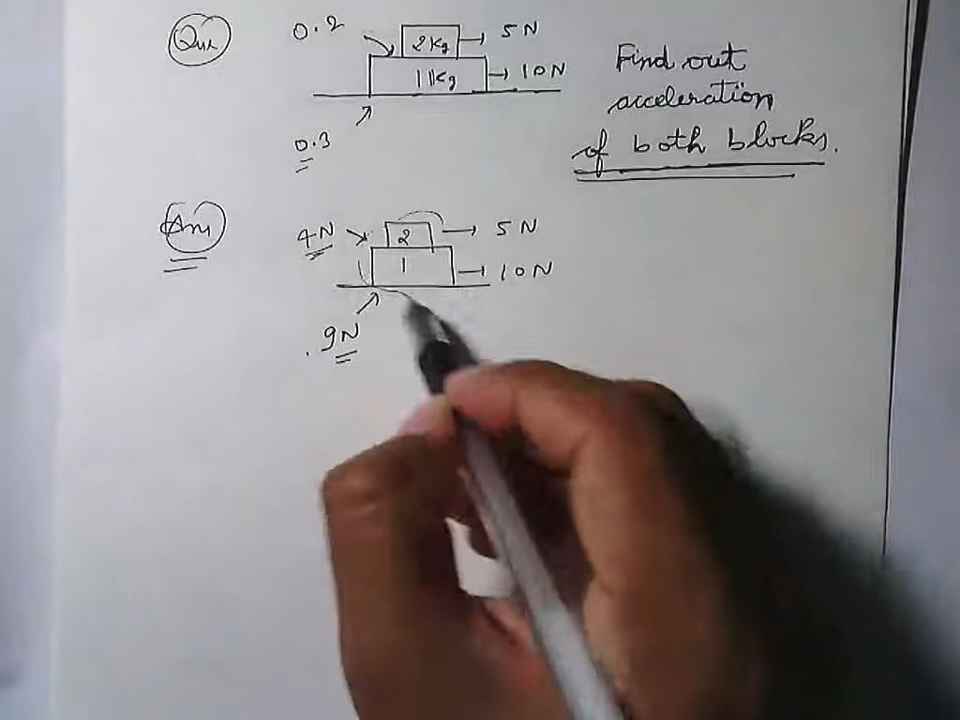 Que
0.2
2kg
5N
1kg
10N
0.3
Find out
acceleration
of both blocks.
Ans
4N
2
5N
1
10N
.9N